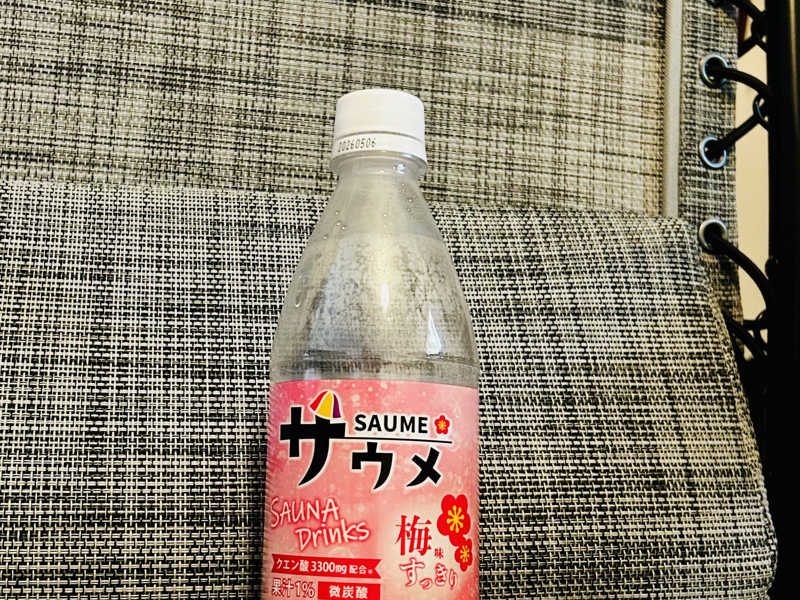 20260506
SAUME
サウメ
SAUNA
Drinks
梅味
すっきり
クエン酸 3300mg 配合※
果汁1% 微炭酸